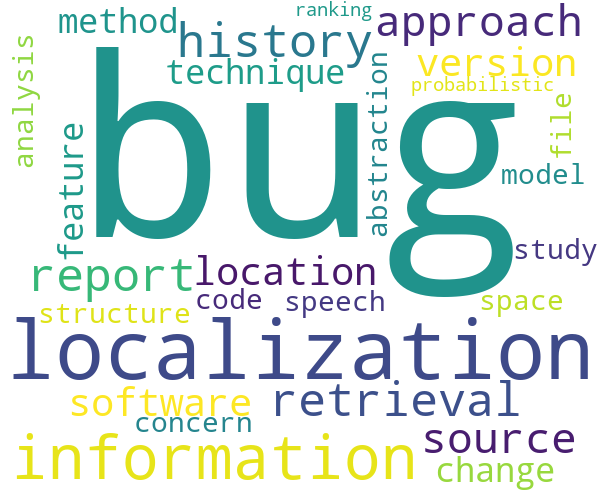 ranking
method
history
approach
technique
version
probabilistic
analysis
bug
feature
abstraction
file
model
study
report
location
code
speech
space
structure
localization
software
retrieval
concern
information
source
change